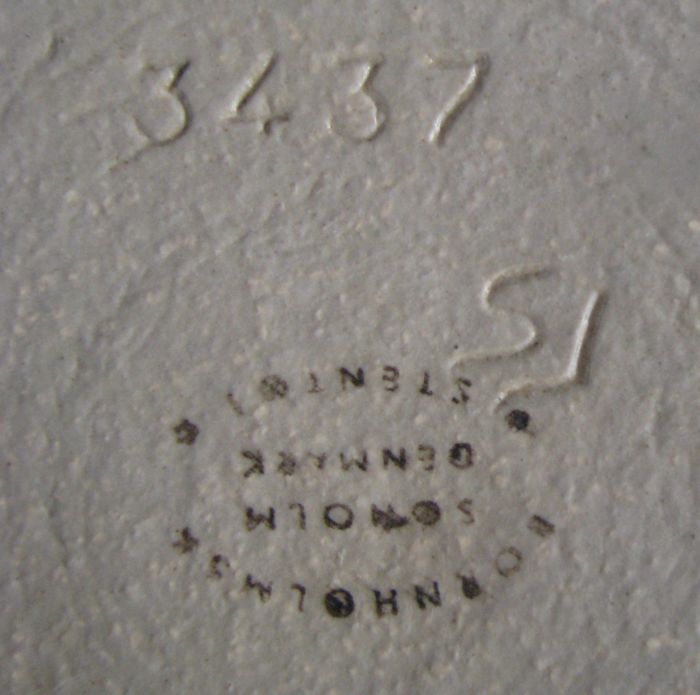 3437
BORNHOLMS
SØHOLM
DENMARK
STENTØJ